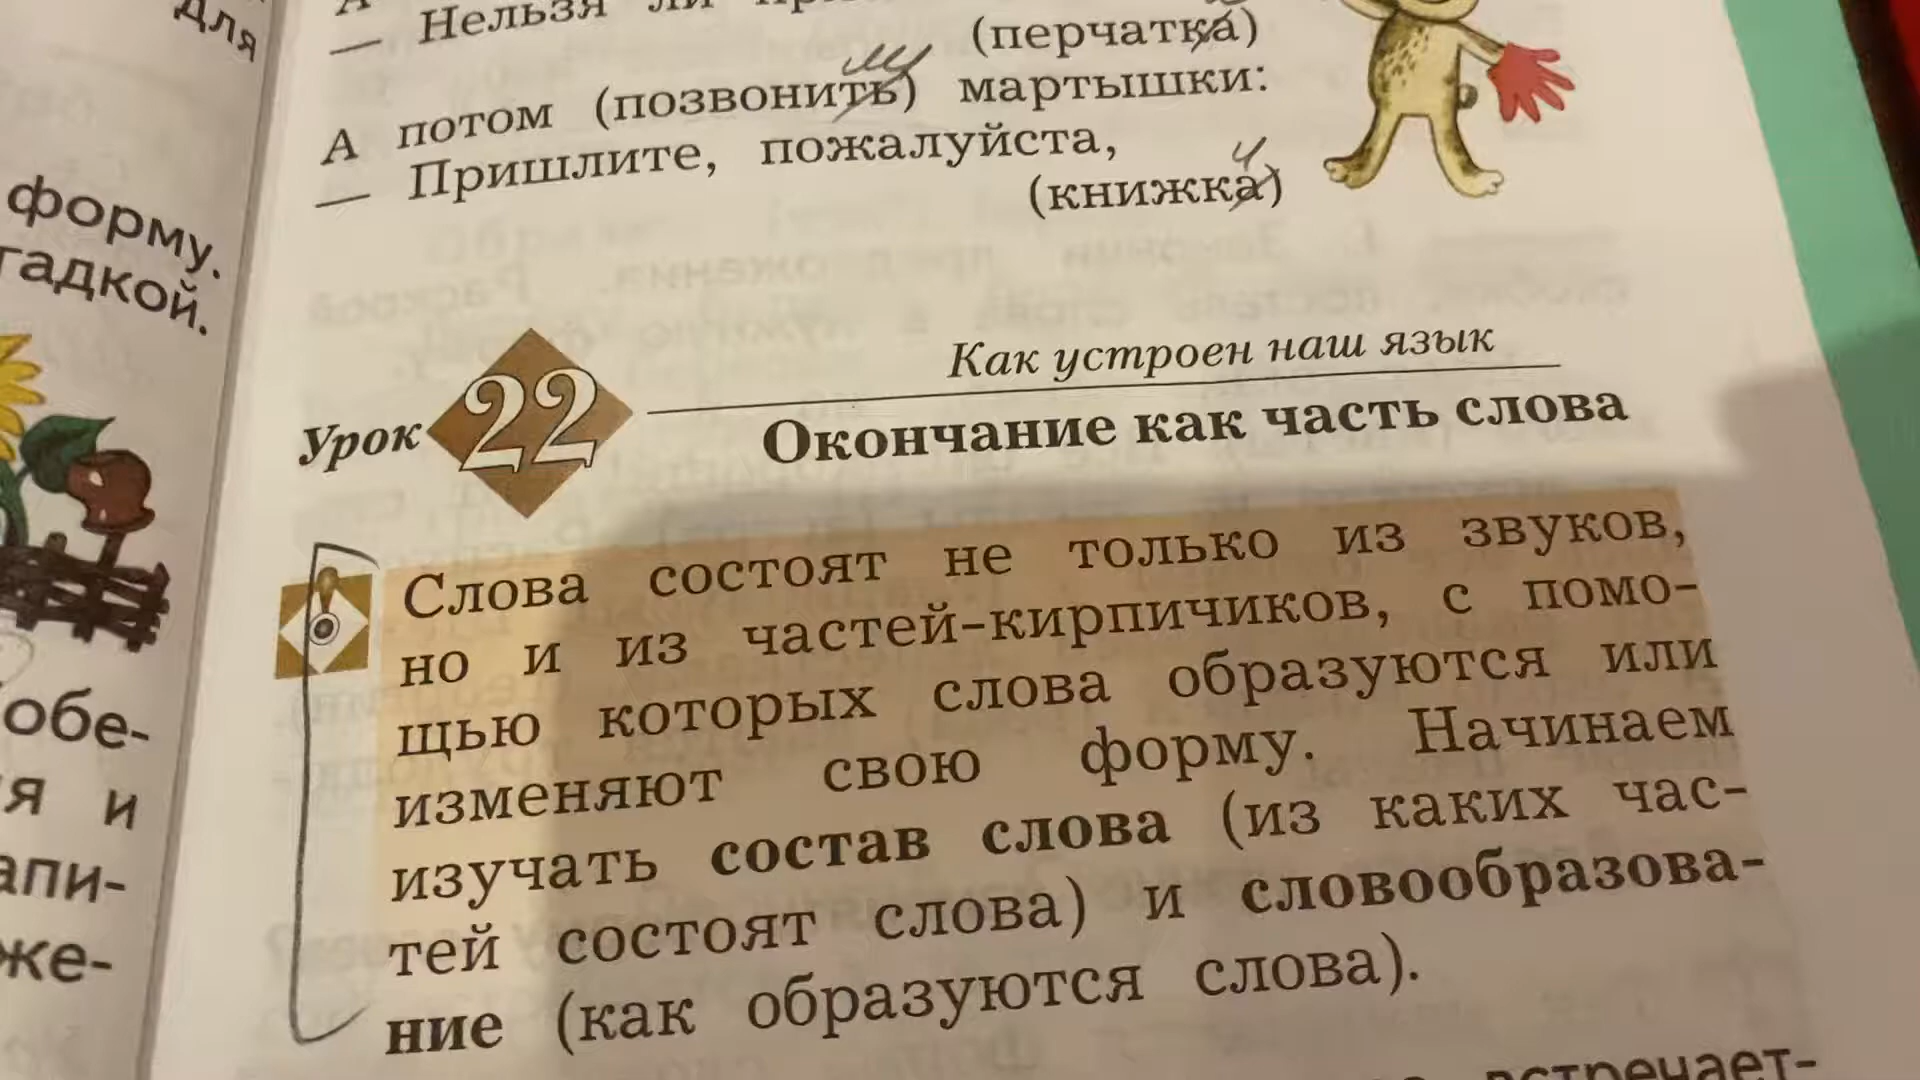 для
форму.
гадкой.
обе-
я и
апи-
же-
— Нельзя ли
(перчатка)
А потом (позвонить) мартышки:
— Пришлите, пожалуйста,
(книжка)
Как устроен наш язык
Урок 22
Окончание как часть слова
Слова состоят не только из звуков,
но и из частей-кирпичиков, с помо-
щью которых слова образуются или
изменяют свою форму. Начинаем
изучать состав слова (из каких час-
тей состоят слова) и словообразова-
ние (как образуются слова).
встречает-